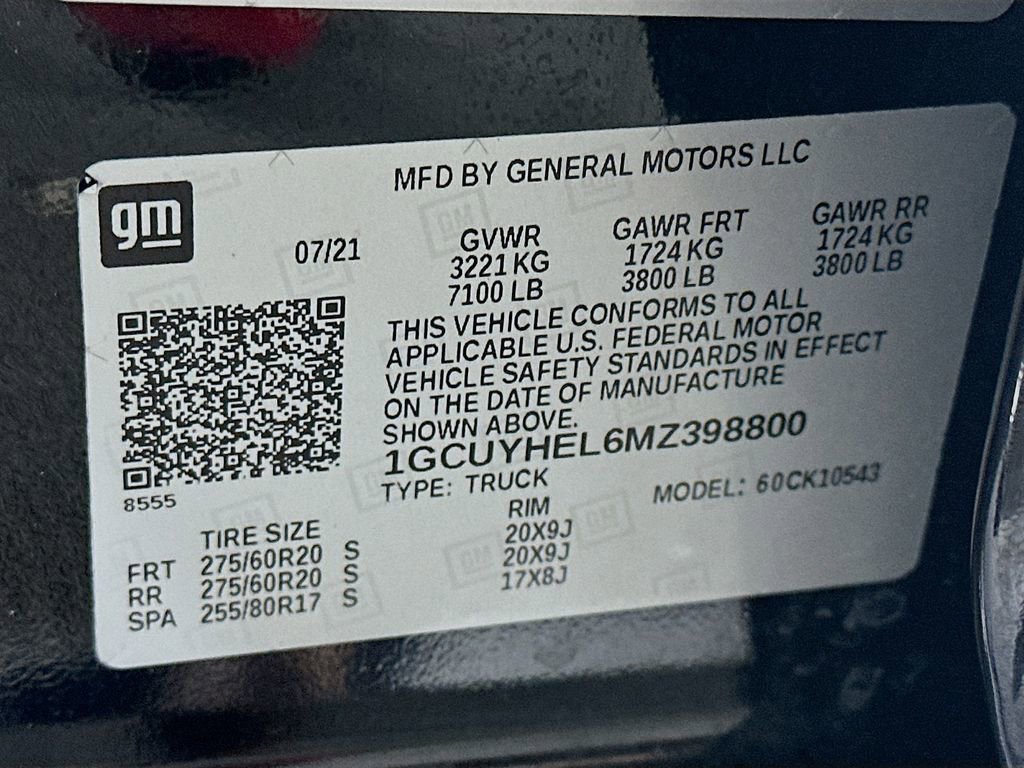 gm
MFD BY GENERAL MOTORS LLC
07/21
GVWR GAWR FRT GAWR RR
3221 KG 1724 KG 1724 KG
7100 LB 3800 LB 3800 LB
THIS VEHICLE CONFORMS TO ALL
APPLICABLE U.S. FEDERAL MOTOR
VEHICLE SAFETY STANDARDS IN EFFECT
ON THE DATE OF MANUFACTURE
SHOWN ABOVE.
1GCUYHEL6MZ398800
TYPE: TRUCK MODEL: 60CK10543
8555
TIRE SIZE RIM
FRT 275/60R20 S 20X9J
RR 275/60R20 S 20X9J
SPA 255/80R17 S 17X8J